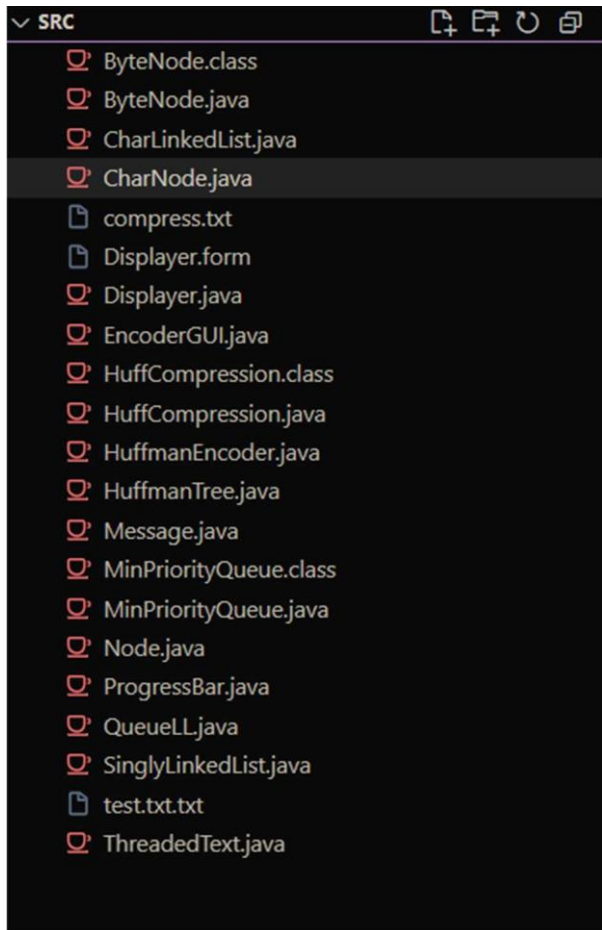 SRC
ByteNode.class
ByteNode.java
CharLinkedList.java
CharNode.java
compress.txt
Displayer.form
Displayer.java
EncoderGUI.java
HuffCompression.class
HuffCompression.java
HuffmanEncoder.java
HuffmanTree.java
Message.java
MinPriorityQueue.class
MinPriorityQueue.java
Node.java
ProgressBar.java
QueueLL.java
SinglyLinkedList.java
test.txt.txt
ThreadedText.java